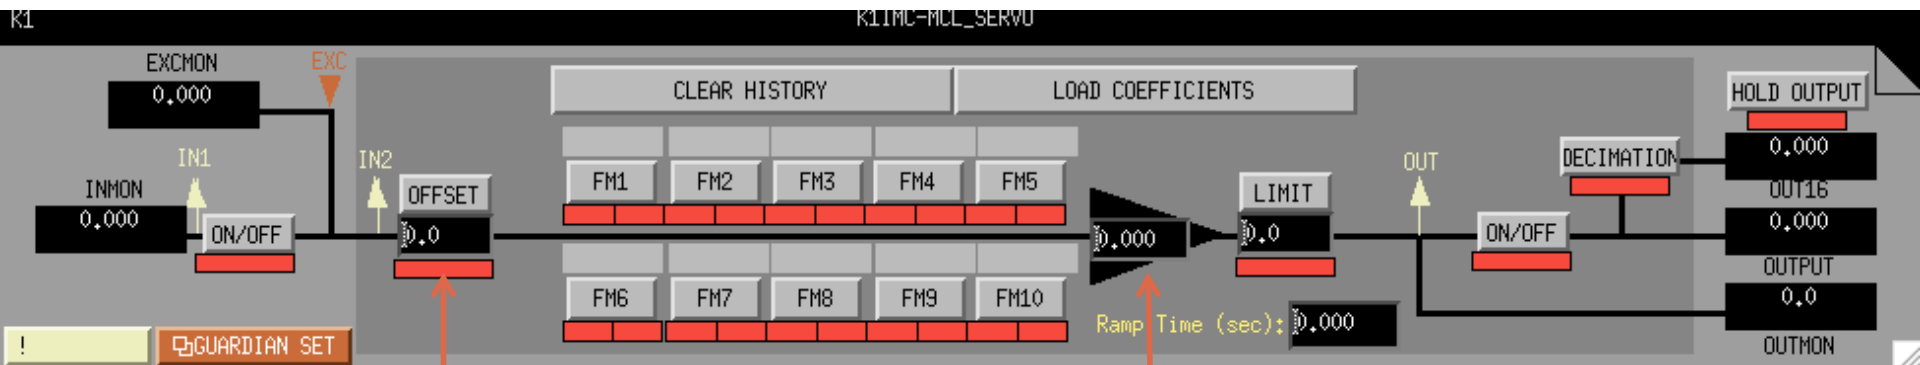 K1
K1IMC-MCL_SERVO
EXCMON
0.000
EXC
CLEAR HISTORY
LOAD COEFFICIENTS
HOLD OUTPUT
IN1
IN2
INMON
0.000
ON/OFF
OFFSET
0.0
FM1
FM2
FM3
FM4
FM5
0.000
LIMIT
0.0
OUT
DECIMATION
ON/OFF
0.000
OUT16
0.000
OUTPUT
0.0
OUTMON
FM6
FM7
FM8
FM9
FM10
Ramp Time (sec): 0.000
!
GUARDIAN SET